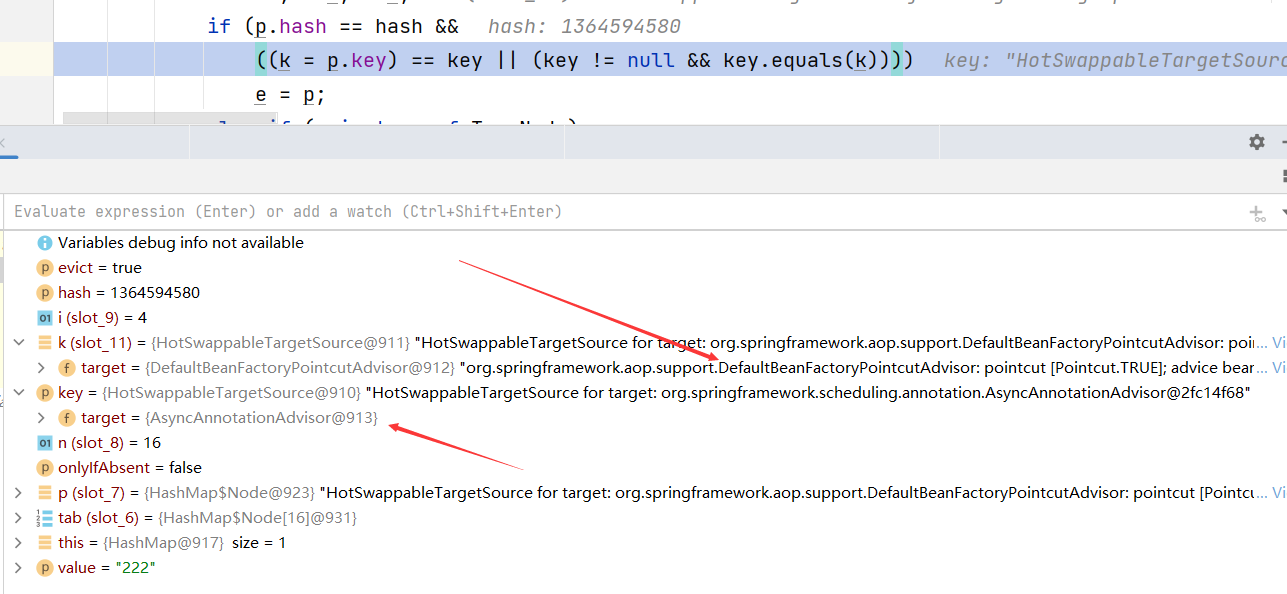 if (p.hash == hash && hash: 1364594580
((k = p.key) == key || (key != null && key.equals(k)))) key: "HotSwappableTargetSourc
e = p;
Evaluate expression (Enter) or add a watch (Ctrl+Shift+Enter)
Variables debug info not available
evict = true
hash = 1364594580
i (slot_9) = 4
k (slot_11) = {HotSwappableTargetSource@911} "HotSwappableTargetSource for target: org.springframework.aop.support.DefaultBeanFactoryPointcutAdvisor: poi... Vi
target = {DefaultBeanFactoryPointcutAdvisor@912} "org.springframework.aop.support.DefaultBeanFactoryPointcutAdvisor: pointcut [Pointcut.TRUE]; advice bear... Vi
key = {HotSwappableTargetSource@910} "HotSwappableTargetSource for target: org.springframework.scheduling.annotation.AsyncAnnotationAdvisor@2fc14f68"
target = {AsyncAnnotationAdvisor@913}
n (slot_8) = 16
onlyIfAbsent = false
p (slot_7) = {HashMap$Node@923} "HotSwappableTargetSource for target: org.springframework.aop.support.DefaultBeanFactoryPointcutAdvisor: pointcut [Pointcu... Vi
tab (slot_6) = {HashMap$Node[16]@931}
this = {HashMap@917} size = 1
value = "222"